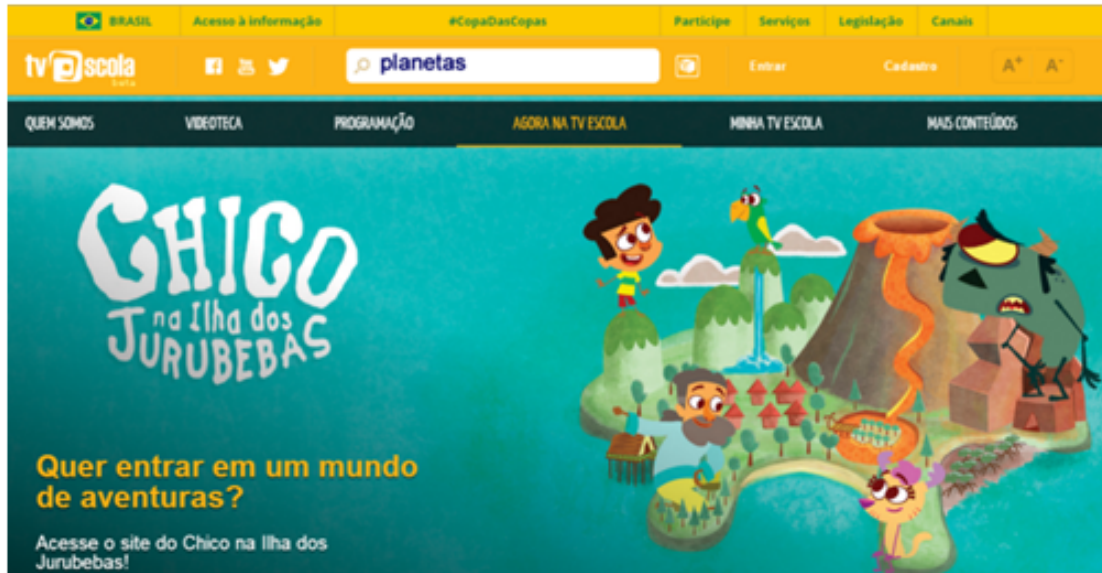 BRASIL Acesso à informação #CopaDasCopas Participe Serviços Legislação Canais
tv escola planetas Entrar Cadastro A+ A-
beta
QUEM SOMOS VIDEOTECA PROGRAMAÇÃO AGORA NA TV ESCOLA MINHA TV ESCOLA MAIS CONTEÚDOS
CHICO
na Ilha dos
JURUBEBAS
Quer entrar em um mundo
de aventuras?
Acesse o site do Chico na Ilha dos
Jurubebas!